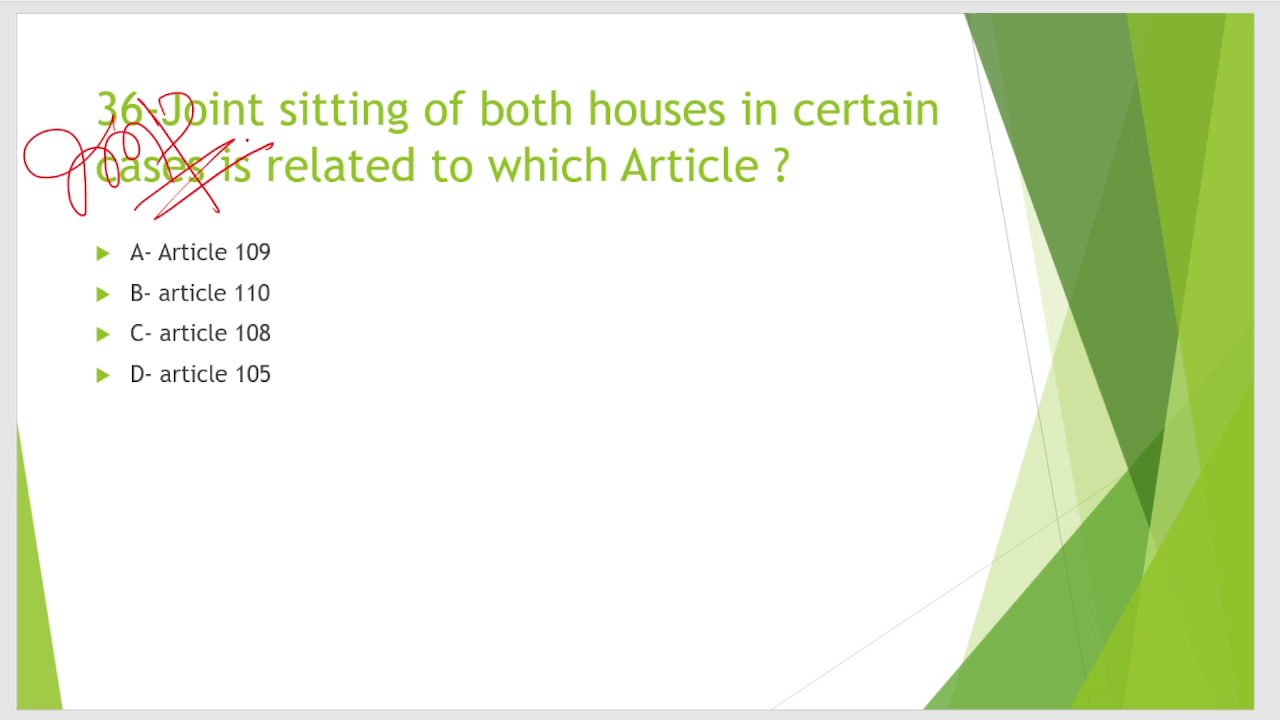 36-Joint sitting of both houses in certain
cases is related to which Article ?
A- Article 109
B- article 110
C- article 108
D- article 105